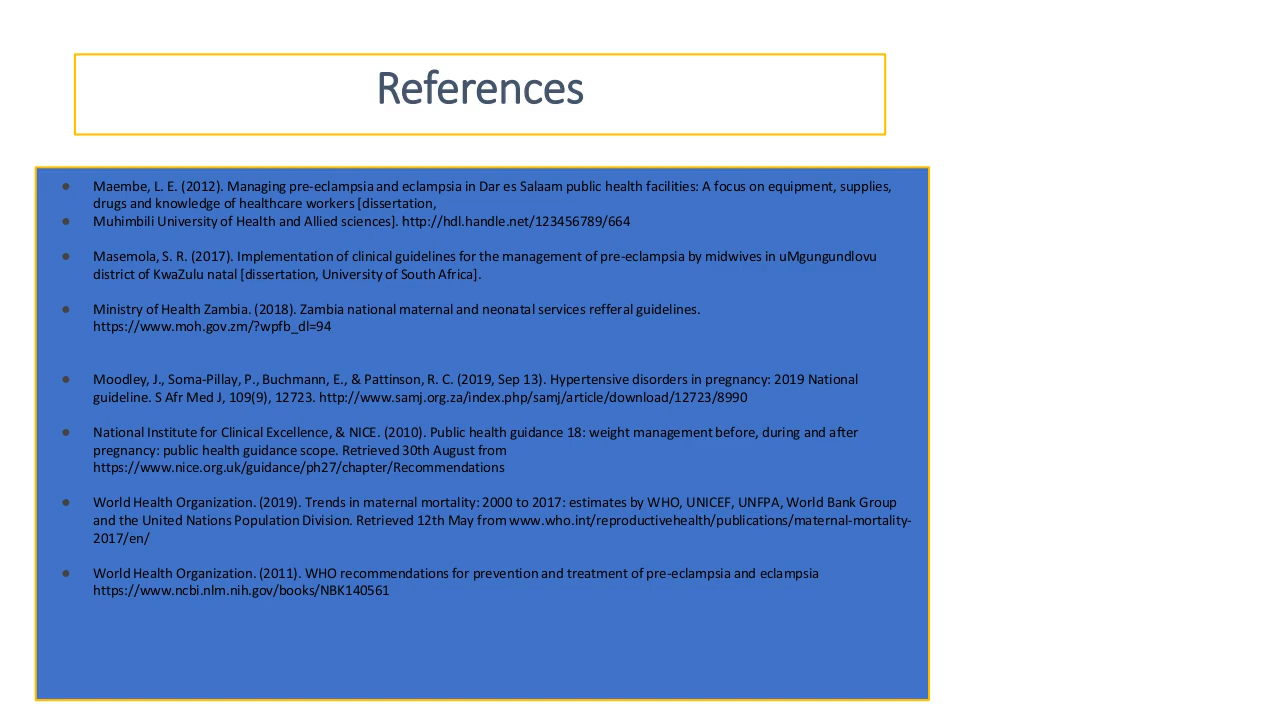 References
● Maembe, L. E. (2012). Managing pre-eclampsia and eclampsia in Dar es Salaam public health facilities: A focus on equipment, supplies,
drugs and knowledge of healthcare workers [dissertation,
● Muhimbili University of Health and Allied sciences]. http://hdl.handle.net/123456789/664
● Masemola, S. R. (2017). Implementation of clinical guidelines for the management of pre-eclampsia by midwives in uMgungundlovu
district of KwaZulu natal [dissertation, University of South Africa].
● Ministry of Health Zambia. (2018). Zambia national maternal and neonatal services refferal guidelines.
https://www.moh.gov.zm/?wpfb_dl=94
● Moodley, J., Soma-Pillay, P., Buchmann, E., & Pattinson, R. C. (2019, Sep 13). Hypertensive disorders in pregnancy: 2019 National
guideline. S Afr Med J, 109(9), 12723. http://www.samj.org.za/index.php/samj/article/download/12723/8990
● National Institute for Clinical Excellence, & NICE. (2010). Public health guidance 18: weight management before, during and after
pregnancy: public health guidance scope. Retrieved 30th August from
https://www.nice.org.uk/guidance/ph27/chapter/Recommendations
● World Health Organization. (2019). Trends in maternal mortality: 2000 to 2017: estimates by WHO, UNICEF, UNFPA, World Bank Group
and the United Nations Population Division. Retrieved 12th May from www.who.int/reproductivehealth/publications/maternal-mortality-
2017/en/
● World Health Organization. (2011). WHO recommendations for prevention and treatment of pre-eclampsia and eclampsia
https://www.ncbi.nlm.nih.gov/books/NBK140561